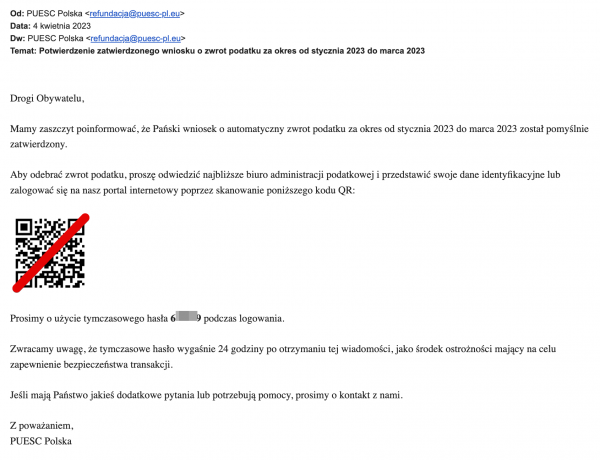 Od: PUESC Polska <refundacja@puesc-pl.eu>
Data: 4 kwietnia 2023
Dw: PUESC Polska <refundacja@puesc-pl.eu>
Temat: Potwierdzenie zatwierdzonego wniosku o zwrot podatku za okres od stycznia 2023 do marca 2023
Drogi Obywatelu,
Mamy zaszczyt poinformować, że Pański wniosek o automatyczny zwrot podatku za okres od stycznia 2023 do marca 2023 został pomyślnie
zatwierdzony.
Aby odebrać zwrot podatku, proszę odwiedzić najbliższe biuro administracji podatkowej i przedstawić swoje dane identyfikacyjne lub
zalogować się na nasz portal internetowy poprzez skanowanie poniższego kodu QR:
Prosimy o użycie tymczasowego hasła 6 9 podczas logowania.
Zwracamy uwagę, że tymczasowe hasło wygaśnie 24 godziny po otrzymaniu tej wiadomości, jako środek ostrożności mający na celu
zapewnienie bezpieczeństwa transakcji.
Jeśli mają Państwo jakieś dodatkowe pytania lub potrzebują pomocy, prosimy o kontakt z nami.
Z poważaniem,
PUESC Polska